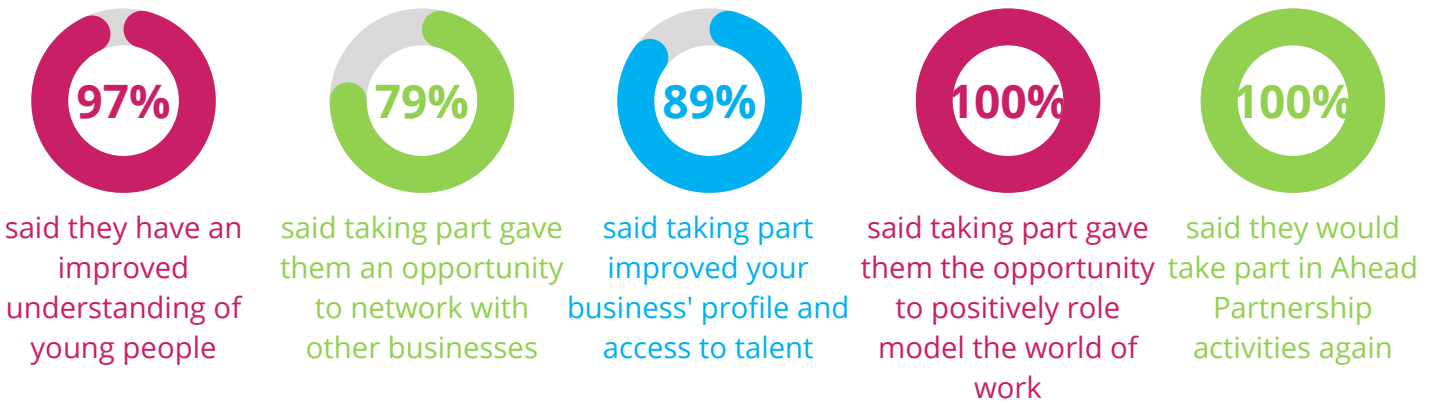 97%
said they have an
improved
understanding of
young people
79%
said taking part gave
them an opportunity
to network with
other businesses
89%
said taking part
improved your
business' profile and
access to talent
100%
said taking part gave
them the opportunity
to positively role
model the world of
work
100%
said they would
take part in Ahead
Partnership
activities again